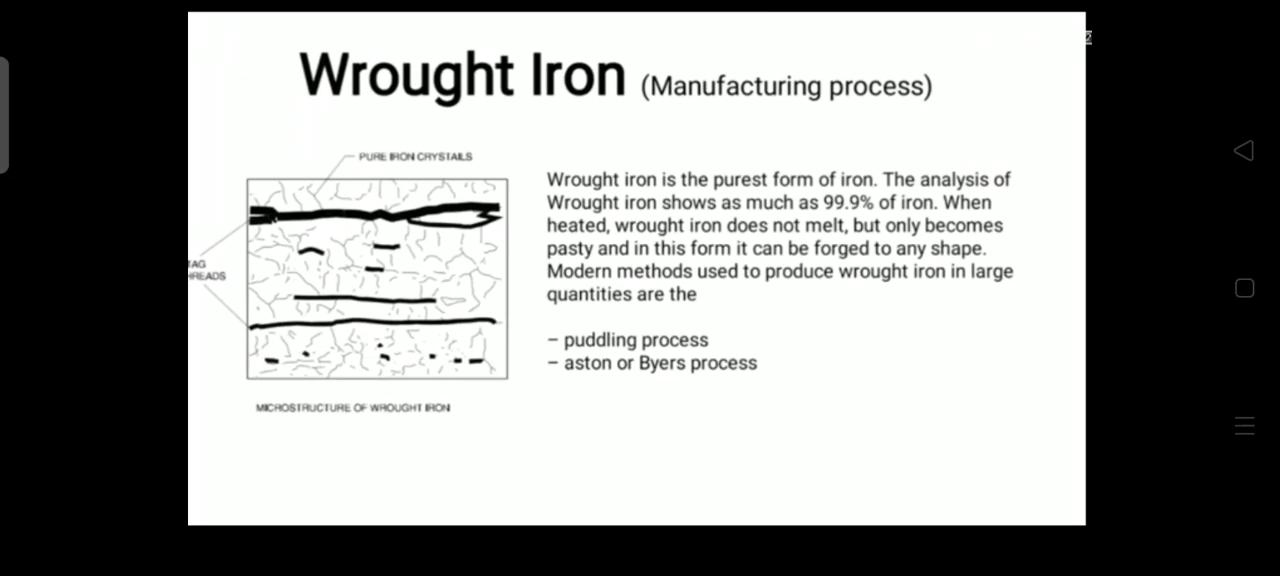 Wrought Iron (Manufacturing process)
PURE IRON CRYSTAILS
TAG
HREADS
MICROSTRUCTURE OF WROUGHT IRON
Wrought iron is the purest form of iron. The analysis of
Wrought iron shows as much as 99.9% of iron. When
heated, wrought iron does not melt, but only becomes
pasty and in this form it can be forged to any shape.
Modern methods used to produce wrought iron in large
quantities are the
– puddling process
– aston or Byers process